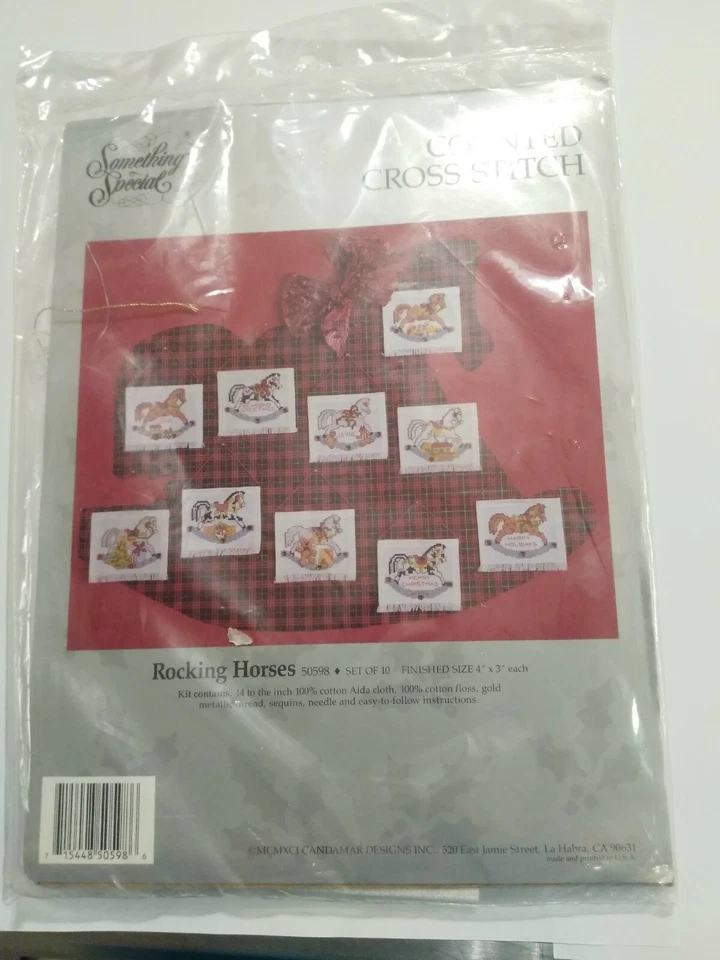 Something
Special ®
COUNTED
CROSS STITCH
JOY
HAPPY
HOLIDAYS
MERRY
CHRISTMAS
Rocking Horses 50598 ♦ SET OF 10 FINISHED SIZE 4" x 3" each
Kit contains: 14 to the inch 100% cotton Aida cloth, 100% cotton floss, gold
metallic thread, sequins, needle and easy-to-follow instructions.
7 15448 50598 6
©MCMXCI CANDAMAR DESIGNS INC., 320 East Jamie Street, La Habra, CA 90631
made and printed in U.S.A.